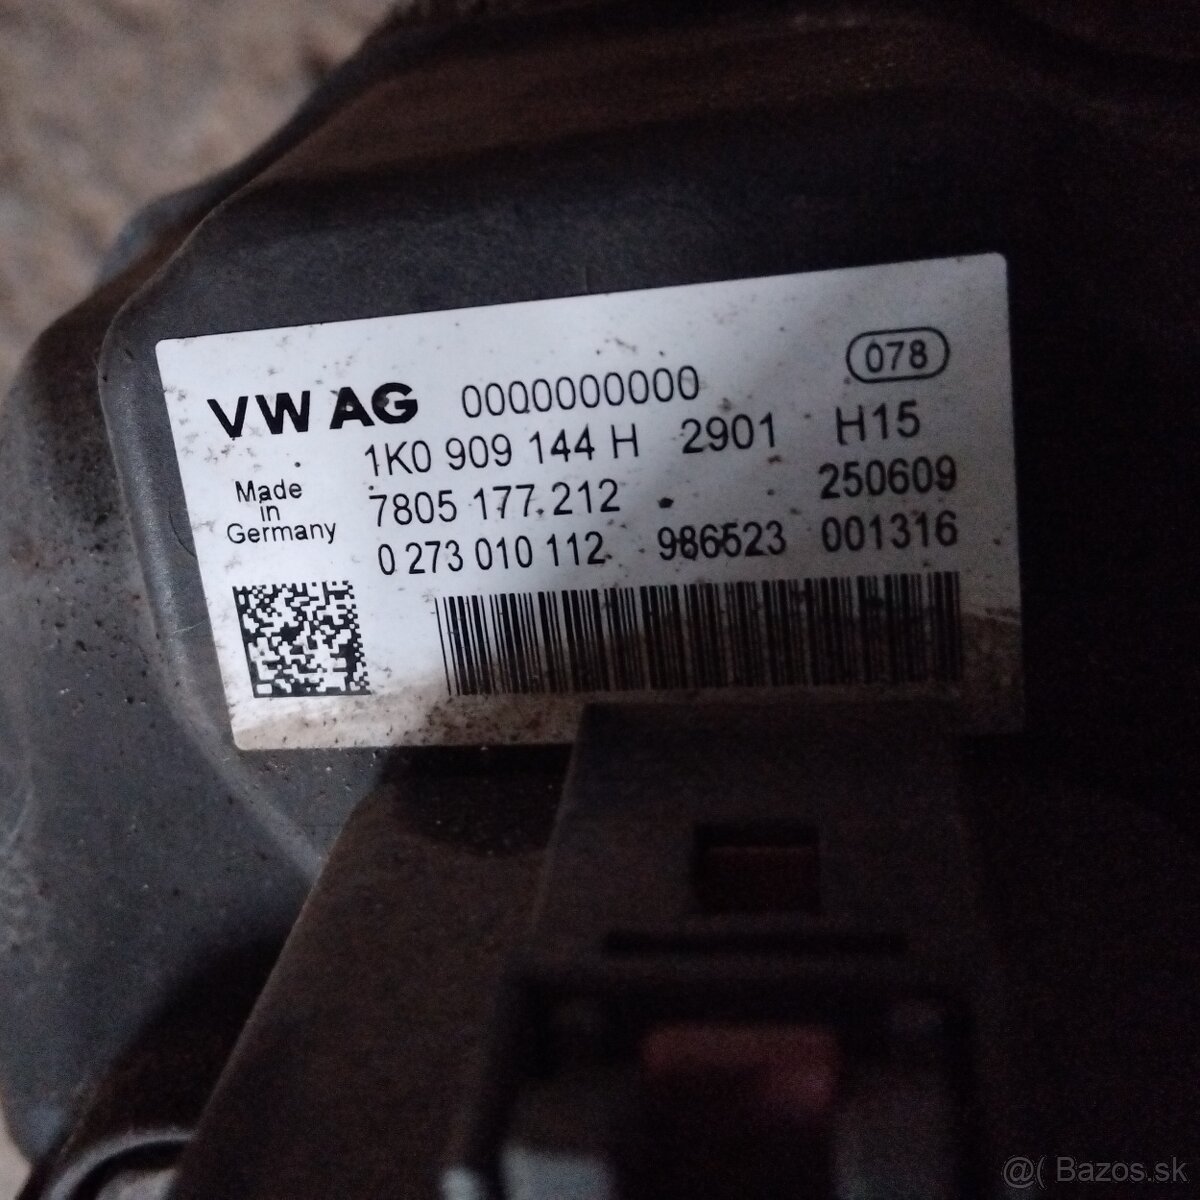 078
VW AG 0000000000
1K0 909 144 H 2901 H15
Made
in
Germany
7805 177.212 250609
0 273 010 112 986523 001316
@( Bazos.sk